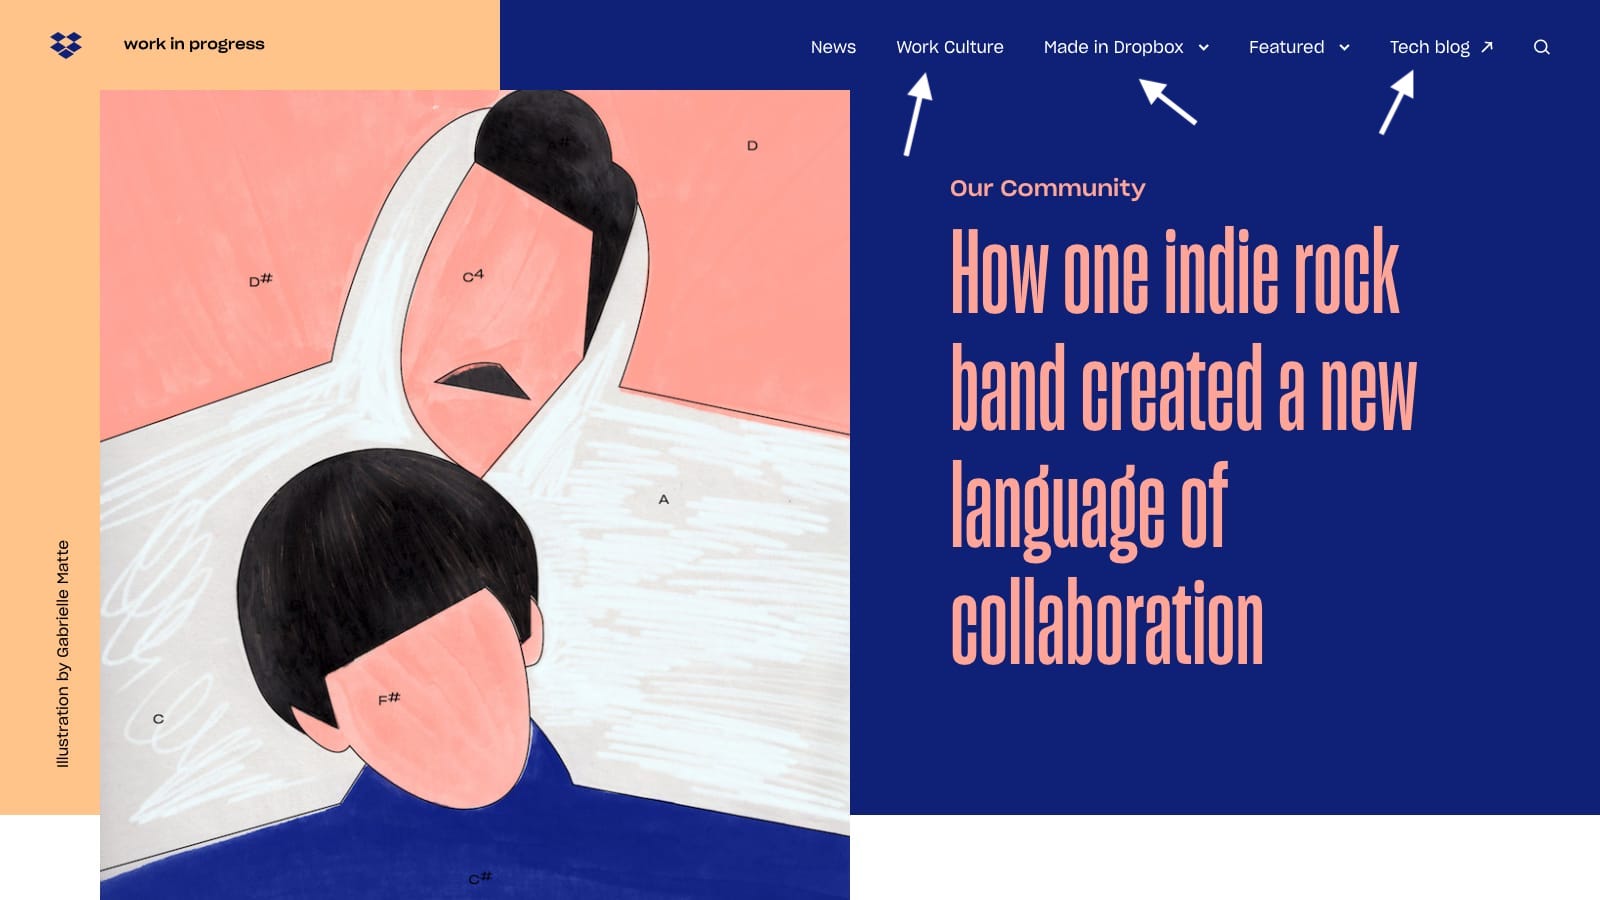 work in progress
News Work Culture Made in Dropbox Featured Tech blog
Our Community
How one indie rock
band created a new
language of
collaboration
A#
D
D#
C4
A
F#
C
C#
Illustration by Gabrielle Matte